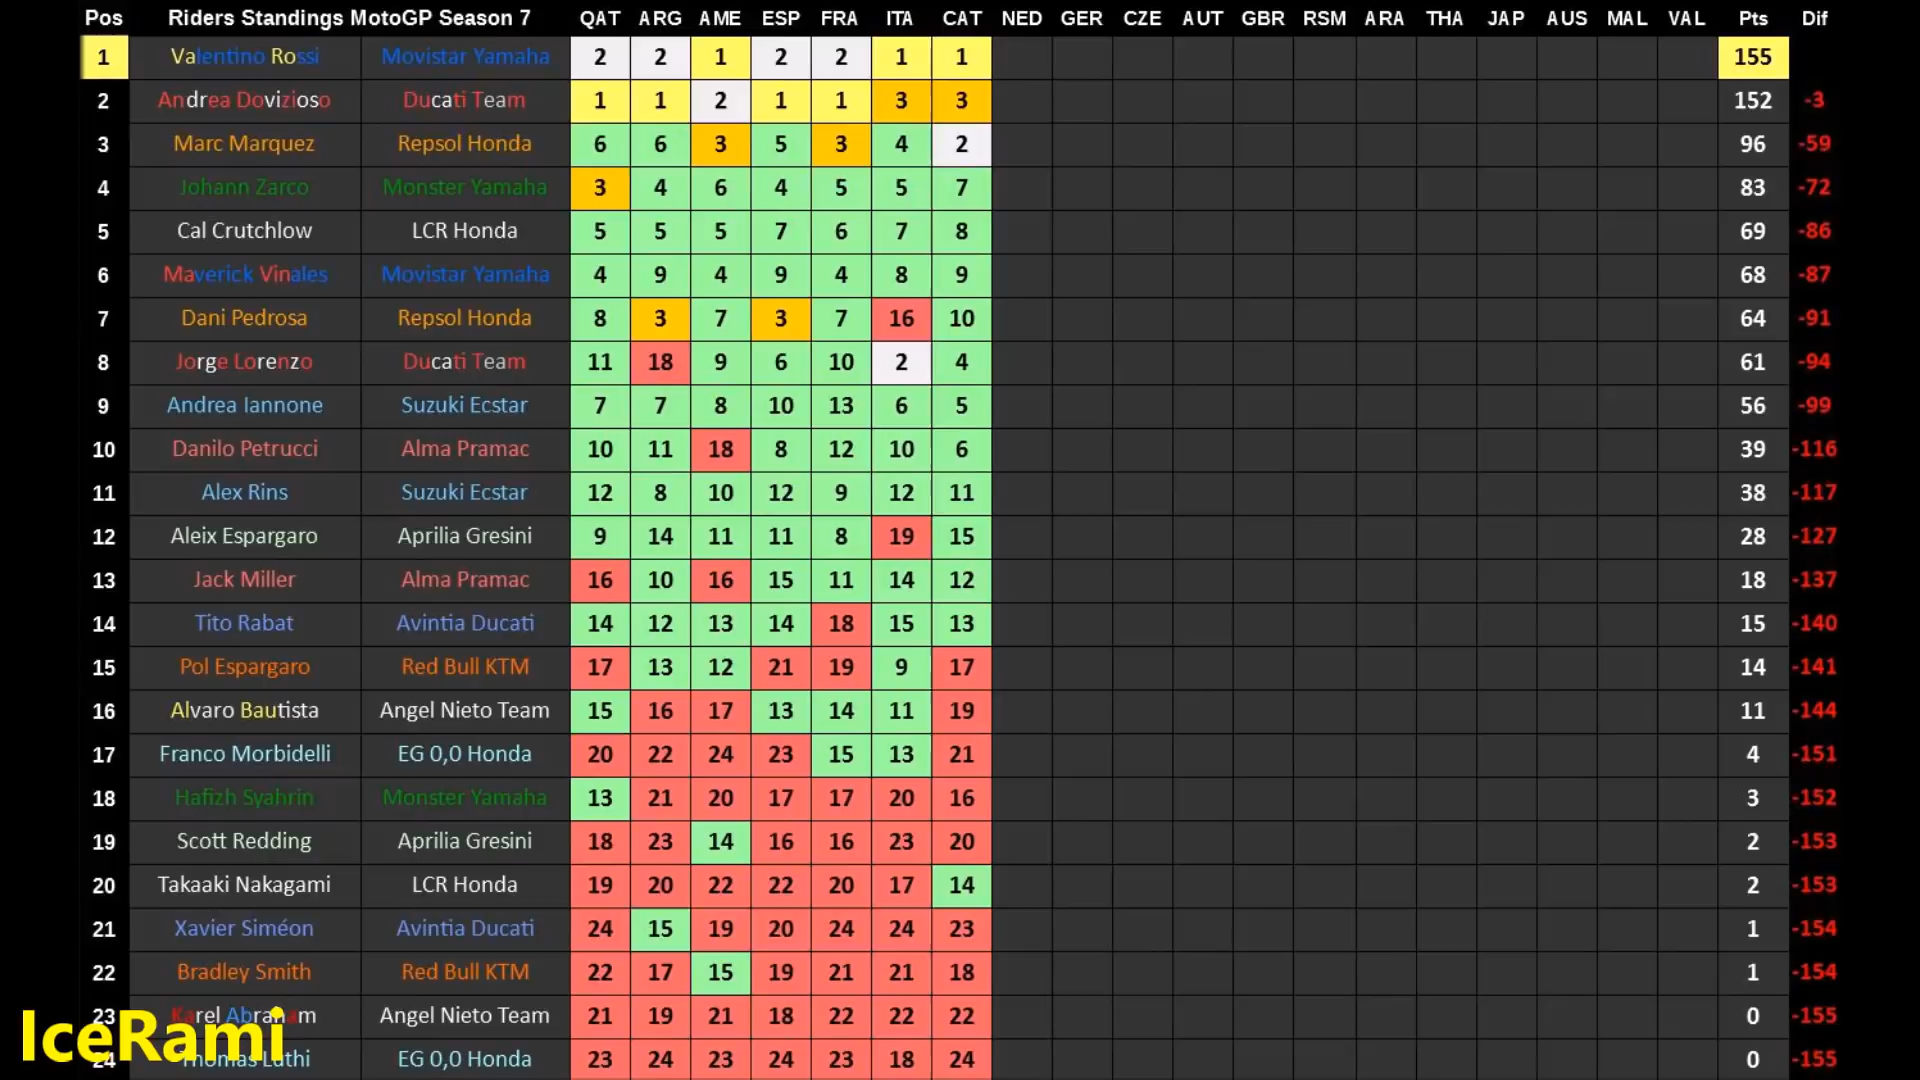 Pos Riders Standings MotoGP Season 7 QAT ARG AME ESP FRA ITA CAT NED GER CZE AUT GBR RSM ARA THA JAP AUS MAL VAL Pts Dif
1 Valentino Rossi Movistar Yamaha 2 2 1 2 2 1 1 155
2 Andrea Dovizioso Ducati Team 1 1 2 1 1 3 3 152 -3
3 Marc Marquez Repsol Honda 6 6 3 5 3 4 2 96 -59
4 Johann Zarco Monster Yamaha 3 4 6 4 5 5 7 83 -72
5 Cal Crutchlow LCR Honda 5 5 5 7 6 7 8 69 -86
6 Maverick Vinales Movistar Yamaha 4 9 4 9 4 8 9 68 -87
7 Dani Pedrosa Repsol Honda 8 3 7 3 7 16 10 64 -91
8 Jorge Lorenzo Ducati Team 11 18 9 6 10 2 4 61 -94
9 Andrea Iannone Suzuki Ecstar 7 7 8 10 13 6 5 56 -99
10 Danilo Petrucci Alma Pramac 10 11 18 8 12 10 6 39 -116
11 Alex Rins Suzuki Ecstar 12 8 10 12 9 12 11 38 -117
12 Aleix Espargaro Aprilia Gresini 9 14 11 11 8 19 15 28 -127
13 Jack Miller Alma Pramac 16 10 16 15 11 14 12 18 -137
14 Tito Rabat Avintia Ducati 14 12 13 14 18 15 13 15 -140
15 Pol Espargaro Red Bull KTM 17 13 12 21 19 9 17 14 -141
16 Alvaro Bautista Angel Nieto Team 15 16 17 13 14 11 19 11 -144
17 Franco Morbidelli EG 0,0 Honda 20 22 24 23 15 13 21 4 -151
18 Hafizh Syahrin Monster Yamaha 13 21 20 17 17 20 16 3 -152
19 Scott Redding Aprilia Gresini 18 23 14 16 16 23 20 2 -153
20 Takaaki Nakagami LCR Honda 19 20 22 22 20 17 14 2 -153
21 Xavier Siméon Avintia Ducati 24 15 19 20 24 24 23 1 -154
22 Bradley Smith Red Bull KTM 22 17 15 19 21 21 18 1 -154
23 Karel Abraham Angel Nieto Team 21 19 21 18 22 22 22 0 -155
24 Thomas Luthi EG 0,0 Honda 23 24 23 24 23 18 24 0 -155
IceRami